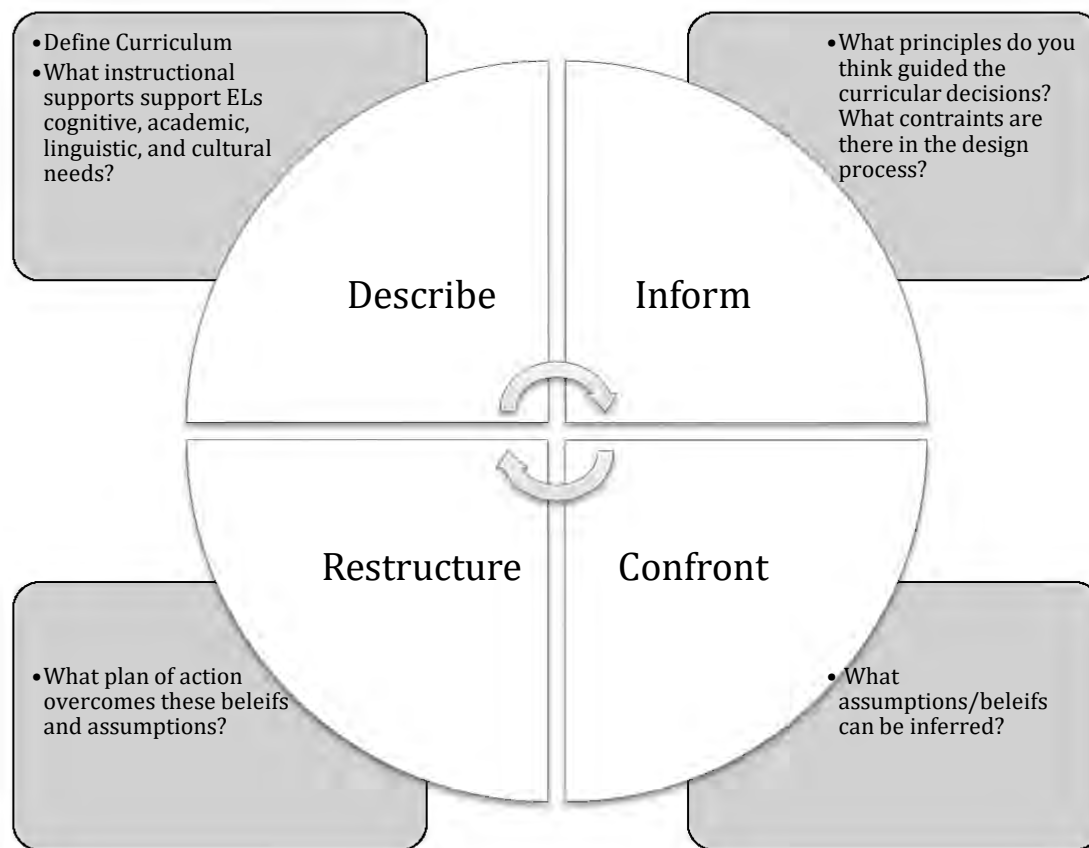 •Define Curriculum
•What instructional
supports support ELs
cognitive, academic,
linguistic, and cultural
needs?
•What principles do you
think guided the
curricular decisions?
What contraints are
there in the design
process?
Describe
Inform
Restructure
Confront
•What plan of action
overcomes these beleifs
and assumptions?
• What
assumptions/beleifs
can be inferred?